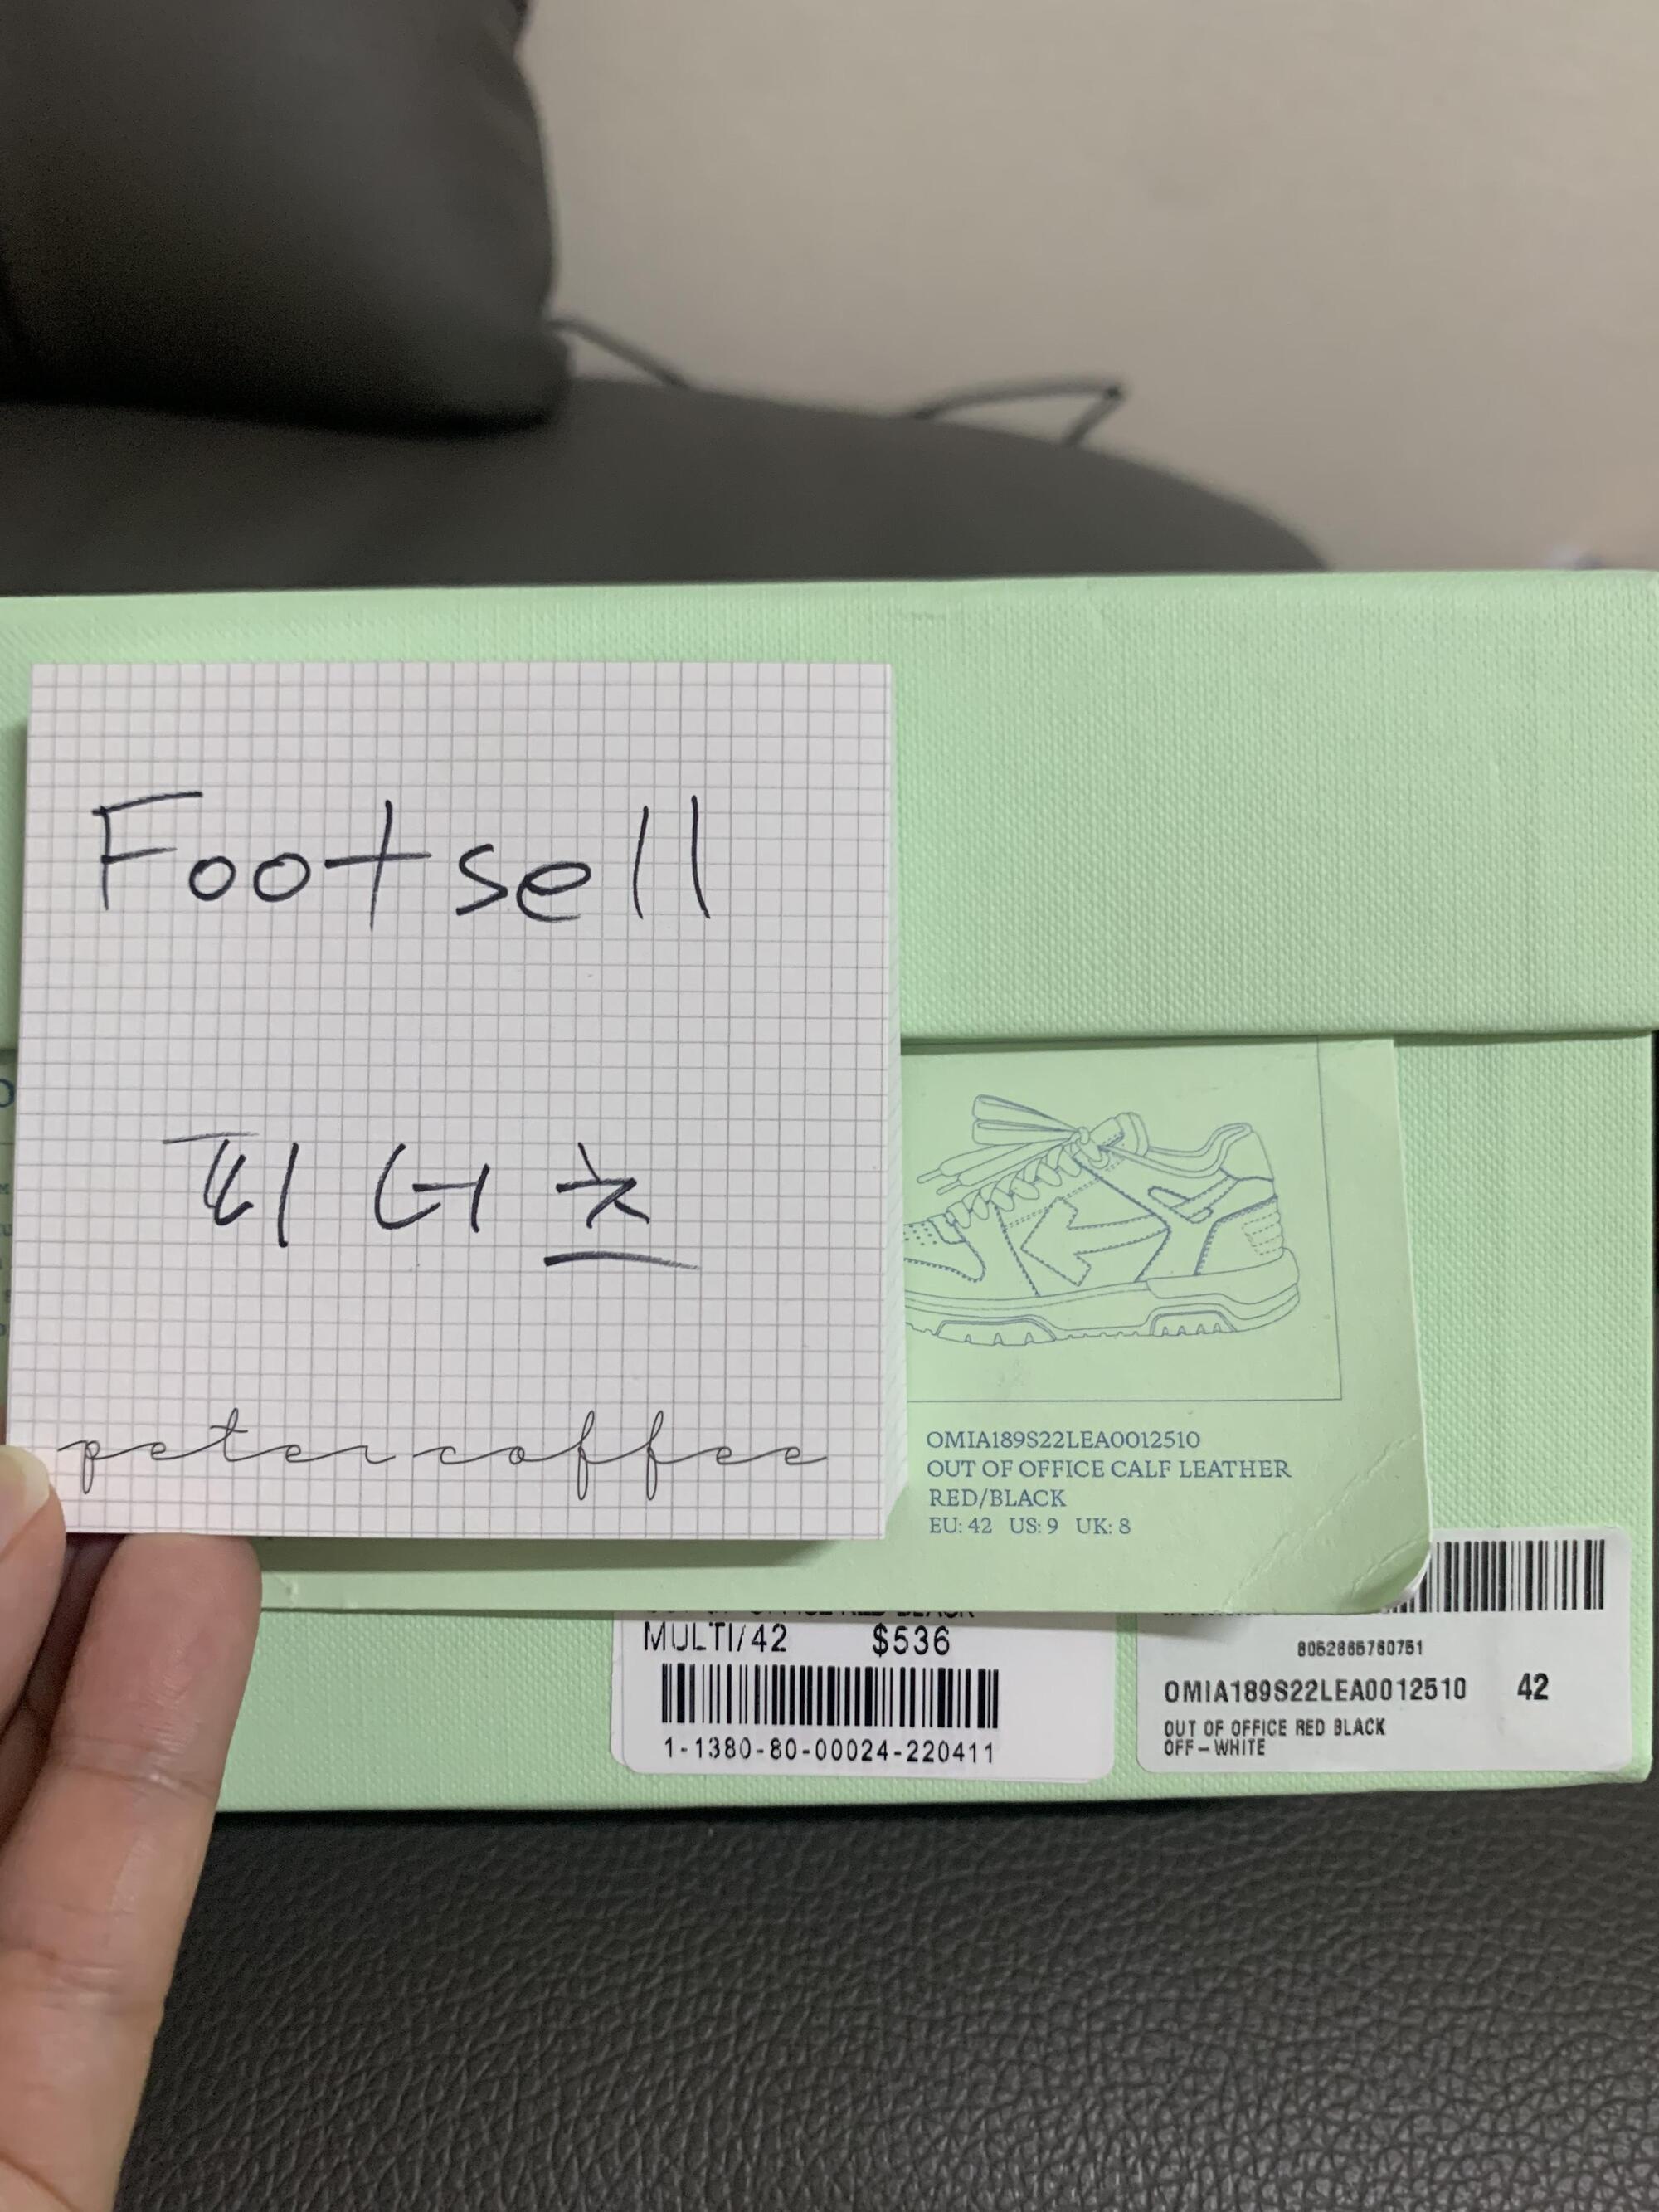 Footsell
피너츠
petercoffee
OMIA189S22LEA0012510
OUT OF OFFICE CALF LEATHER
RED/BLACK
EU: 42 US: 9 UK: 8
MULTI/42 $536
1-1380-80-00024-220411
8052865760751
OMIA189S22LEA0012510 42
OUT OF OFFICE RED BLACK
OFF-WHITE